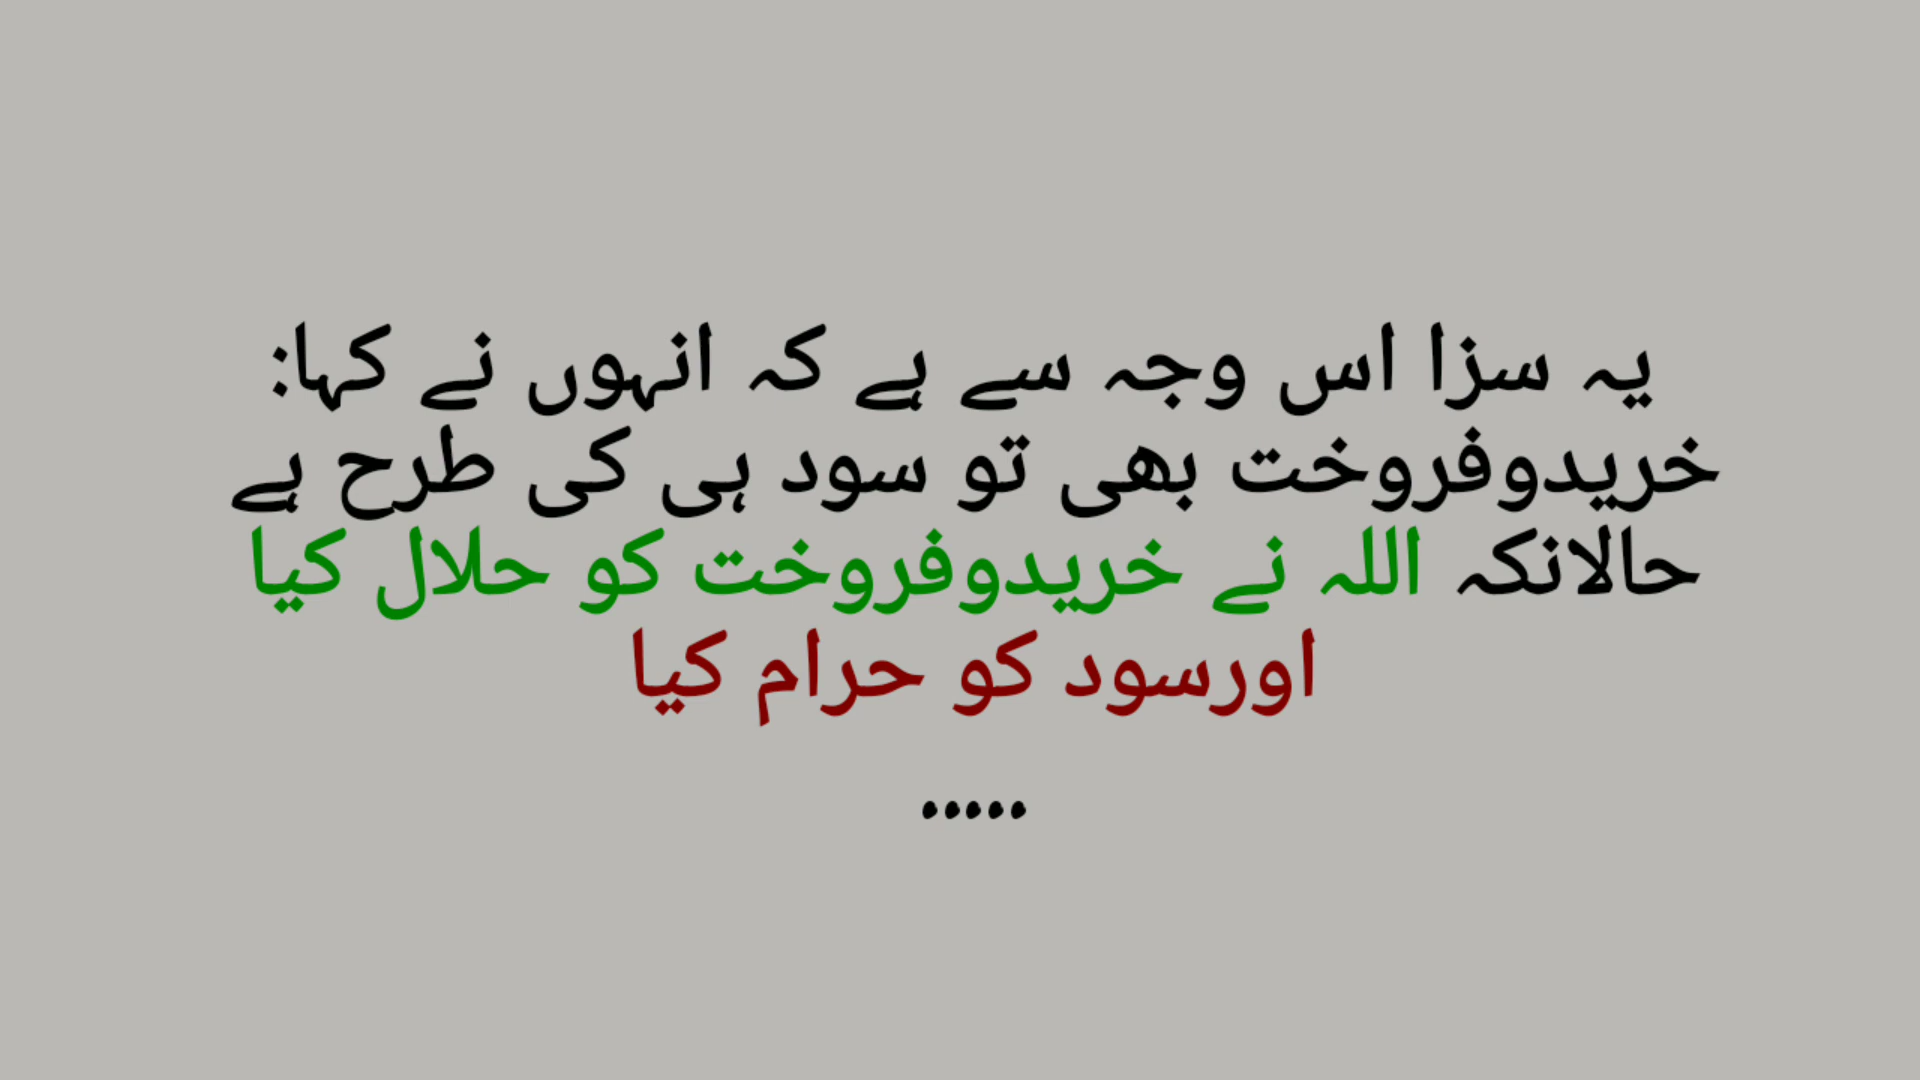 یہ سزا اس وجہ سے ہے کہ انہوں نے کہا:
خریدوفروخت بھی تو سود ہی کی طرح ہے
حالانکہ اللہ نے خریدوفروخت کو حلال کیا
اورسود کو حرام کیا
.....